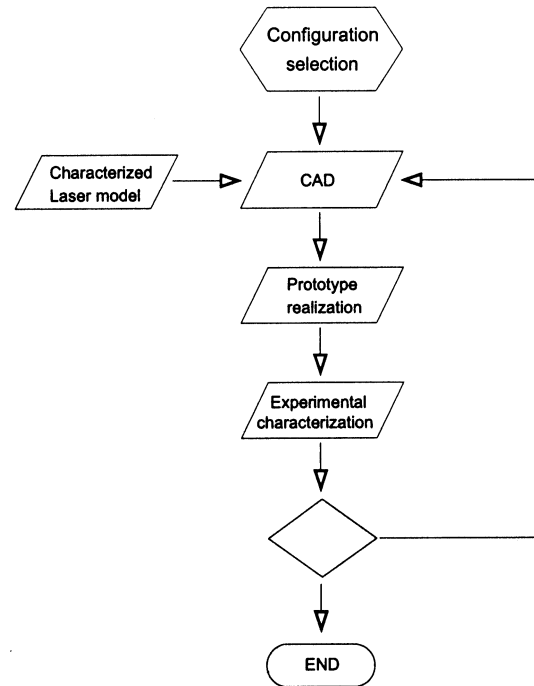 Configuration
selection
Characterized
Laser model
CAD
Prototype
realization
Experimental
characterization
END